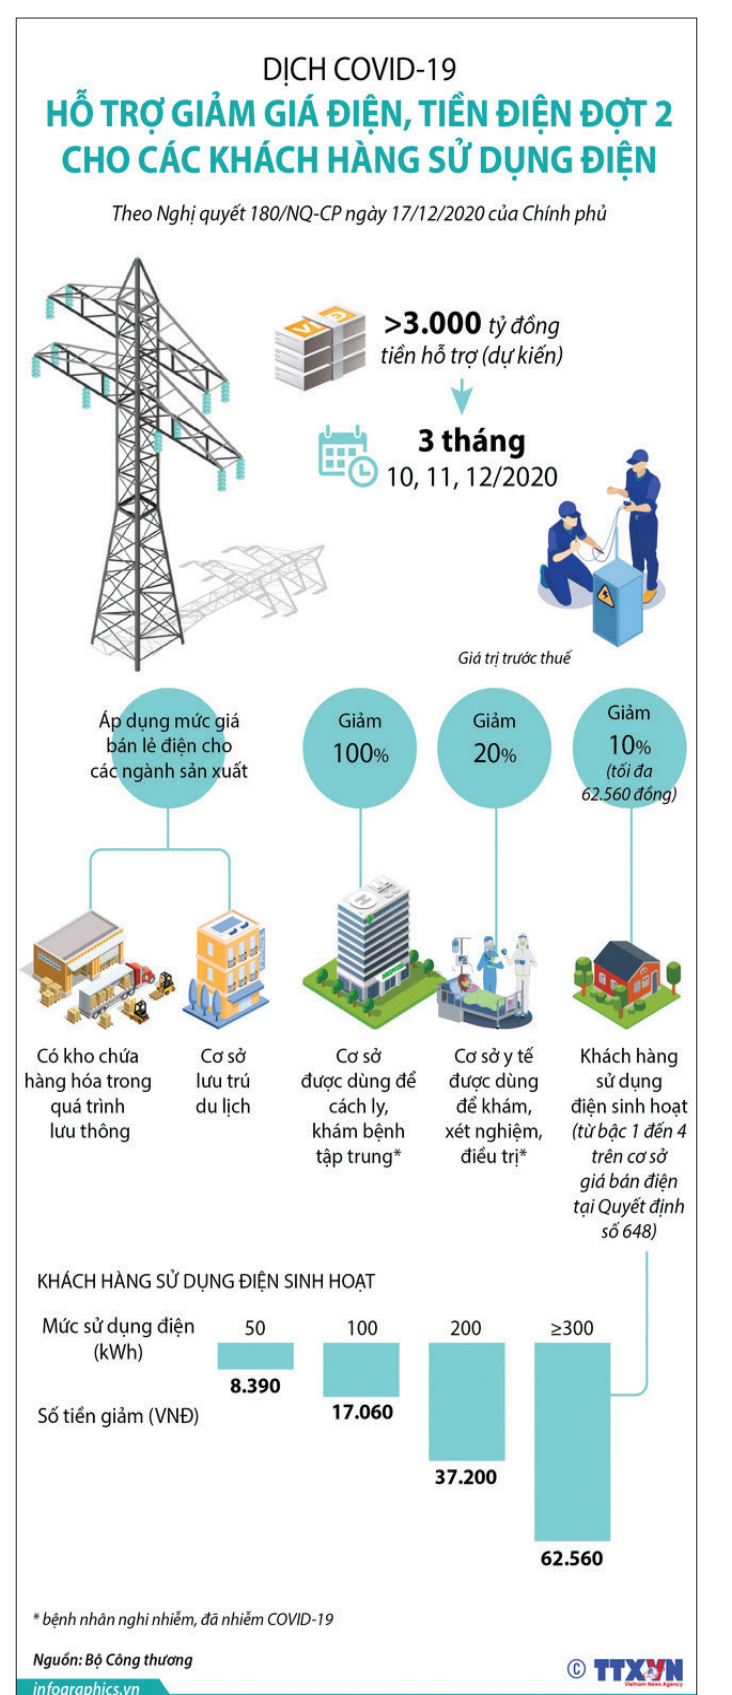 DỊCH COVID-19
HỖ TRỢ GIẢM GIÁ ĐIỆN, TIỀN ĐIỆN ĐỢT 2
CHO CÁC KHÁCH HÀNG SỬ DỤNG ĐIỆN
Theo Nghị quyết 180/NQ-CP ngày 17/12/2020 của Chính phủ
>3.000 tỷ đồng
tiền hỗ trợ (dự kiến)
3 tháng
10, 11, 12/2020
Giá trị trước thuế
Áp dụng mức giá
bán lẻ điện cho
các ngành sản xuất
Giảm
100%
Giảm
20%
Giảm
10%
(tối đa
62.560 đồng)
HOSPITAL
Có kho chứa
hàng hóa trong
quá trình
lưu thông
Cơ sở
lưu trú
du lịch
Cơ sở
được dùng để
cách ly,
khám bệnh
tập trung*
Cơ sở y tế
được dùng
để khám,
xét nghiệm,
điều trị*
Khách hàng
sử dụng
điện sinh hoạt
(từ bậc 1 đến 4
trên cơ sở
giá bán điện
tại Quyết định
số 648)
KHÁCH HÀNG SỬ DỤNG ĐIỆN SINH HOẠT
Mức sử dụng điện
(kWh)
50
100
200
≥300
Số tiền giảm (VNĐ)
8.390
17.060
37.200
62.560
* bệnh nhân nghi nhiễm, đã nhiễm COVID-19
Nguồn: Bộ Công thương
© TTXVN
Vietnam News Agency
infographics.vn